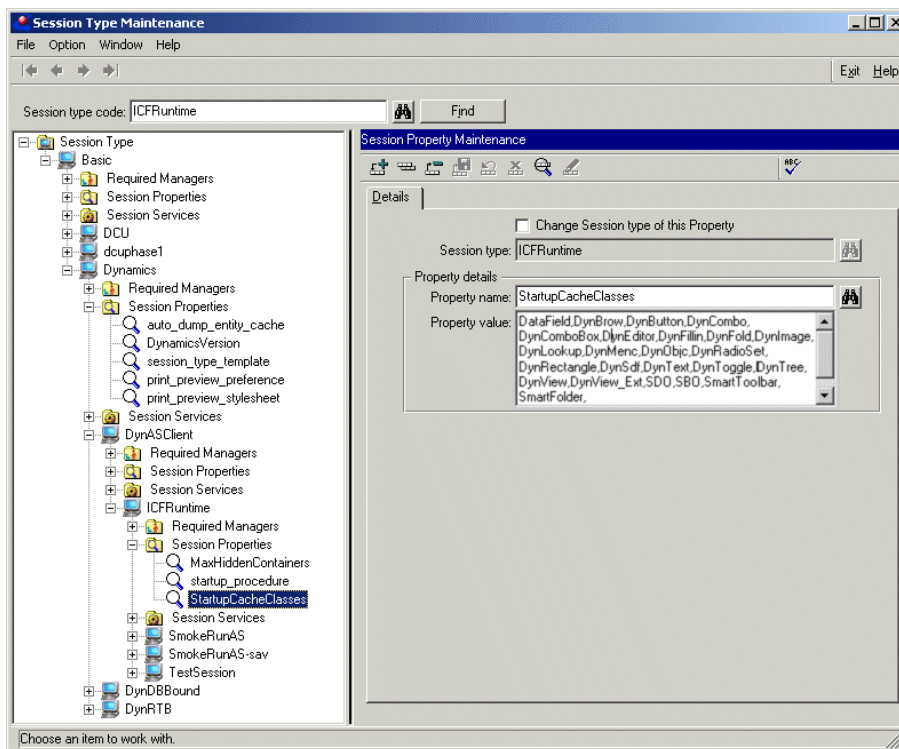 Session Type Maintenance
File Option Window Help
Exit Help
Session type code: ICFRuntime Find
Session Type
Basic
Required Managers
Session Properties
Session Services
DCU
dcuphase1
Dynamics
Required Managers
Session Properties
auto_dump_entity_cache
DynamicsVersion
session_type_template
print_preview_preference
print_preview_stylesheet
Session Services
DynASClient
Required Managers
Session Properties
Session Services
ICFRuntime
Required Managers
Session Properties
MaxHiddenContainers
startup_procedure
StartupCacheClasses
Session Services
SmokeRunAS
SmokeRunAS-sav
TestSession
DynDBBound
DynRTB
Session Property Maintenance
ABC
Details
Change Session type of this Property
Session type: ICFRuntime
Property details
Property name: StartupCacheClasses
Property value: DataField,DynBrow,DynButton,DynCombo,
DynComboBox,DynEditor,DynFillin,DynFold,DynImage,
DynLookup,DynMenc,DynObjc,DynRadioSet,
DynRectangle,DynSdf,DynText,DynToggle,DynTree,
DynView,DynView_Ext,SDO,SBO,SmartToolbar,
SmartFolder,
Choose an item to work with.